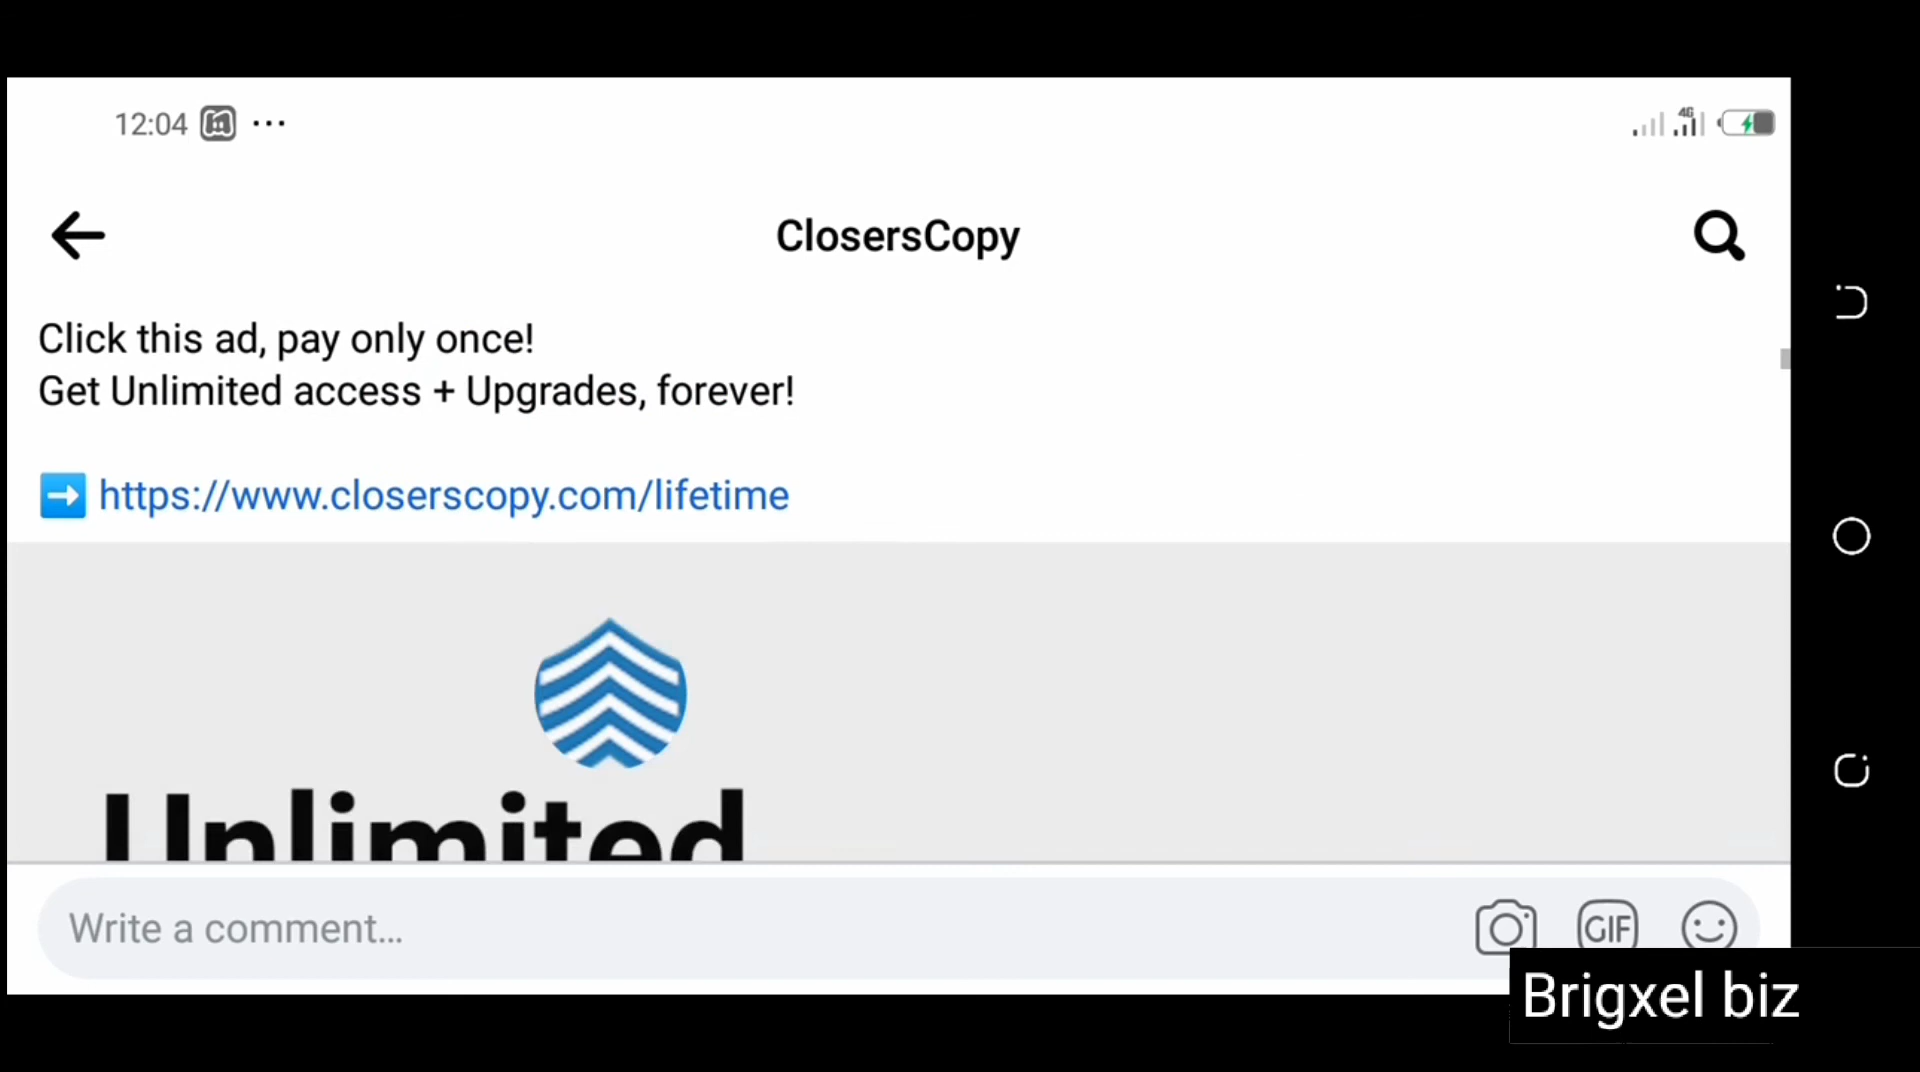 12:04
4G
ClosersCopy
Click this ad, pay only once!
Get Unlimited access + Upgrades, forever!
https://www.closerscopy.com/lifetime
Unlimited
Write a comment...
GIF
Brigxel biz